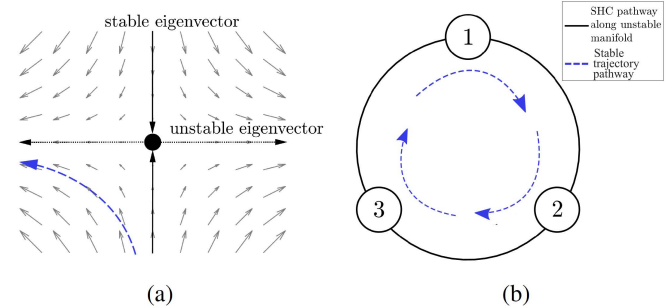 stable eigenvector
unstable eigenvector
(a)
1
2
3
(b)
SHC pathway
along unstable
manifold
Stable
trajectory
pathway